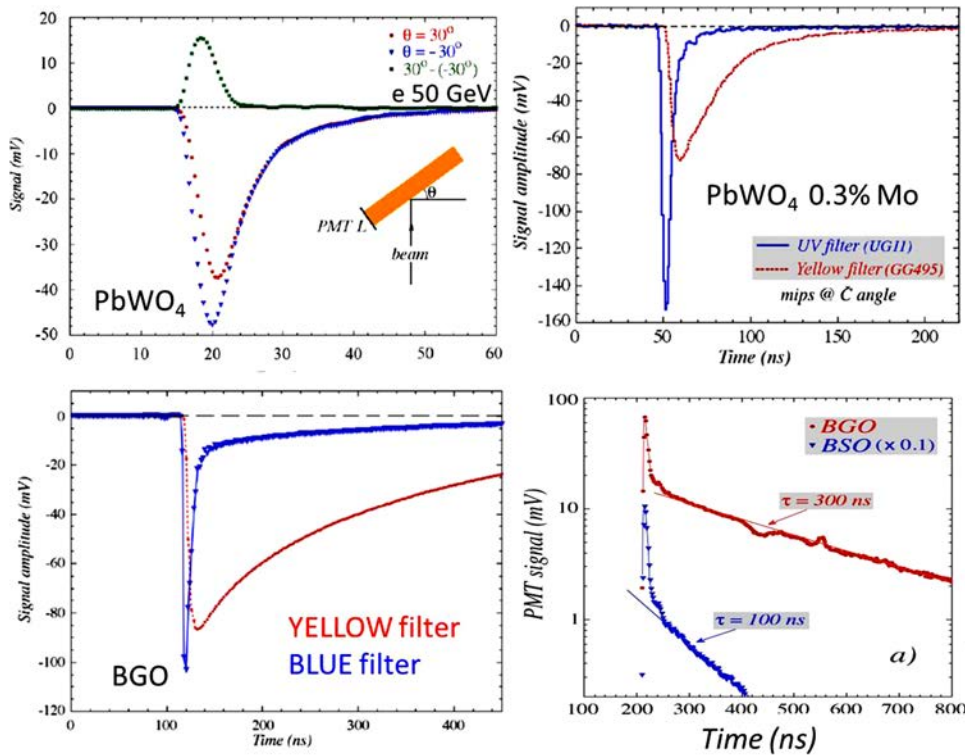 θ = 30°
θ = -30°
30°-(-30°)
e 50 GeV
θ
PMT L
beam
PbWO4
Signal (mV)
20
10
0
-10
-20
-30
-40
-50
0 10 20 30 40 50 60
Signal amplitude (mV)
0
-20
-40
-60
-80
-100
-120
-140
-160
PbWO4 0.3% Mo
UV filter (UG11)
Yellow filter (GG495)
mips @ Č angle
0 50 100 150 200
Time (ns)
Signal amplitude (mV)
0
-20
-40
-60
-80
-100
-120
YELLOW filter
BLUE filter
BGO
0 100 200 300 400
Time (ns)
PMT signal (mV)
100
10
1
BGO
BSO (× 0.1)
τ = 300 ns
τ = 100 ns
a)
100 200 300 400 500 600 700 800
Time (ns)